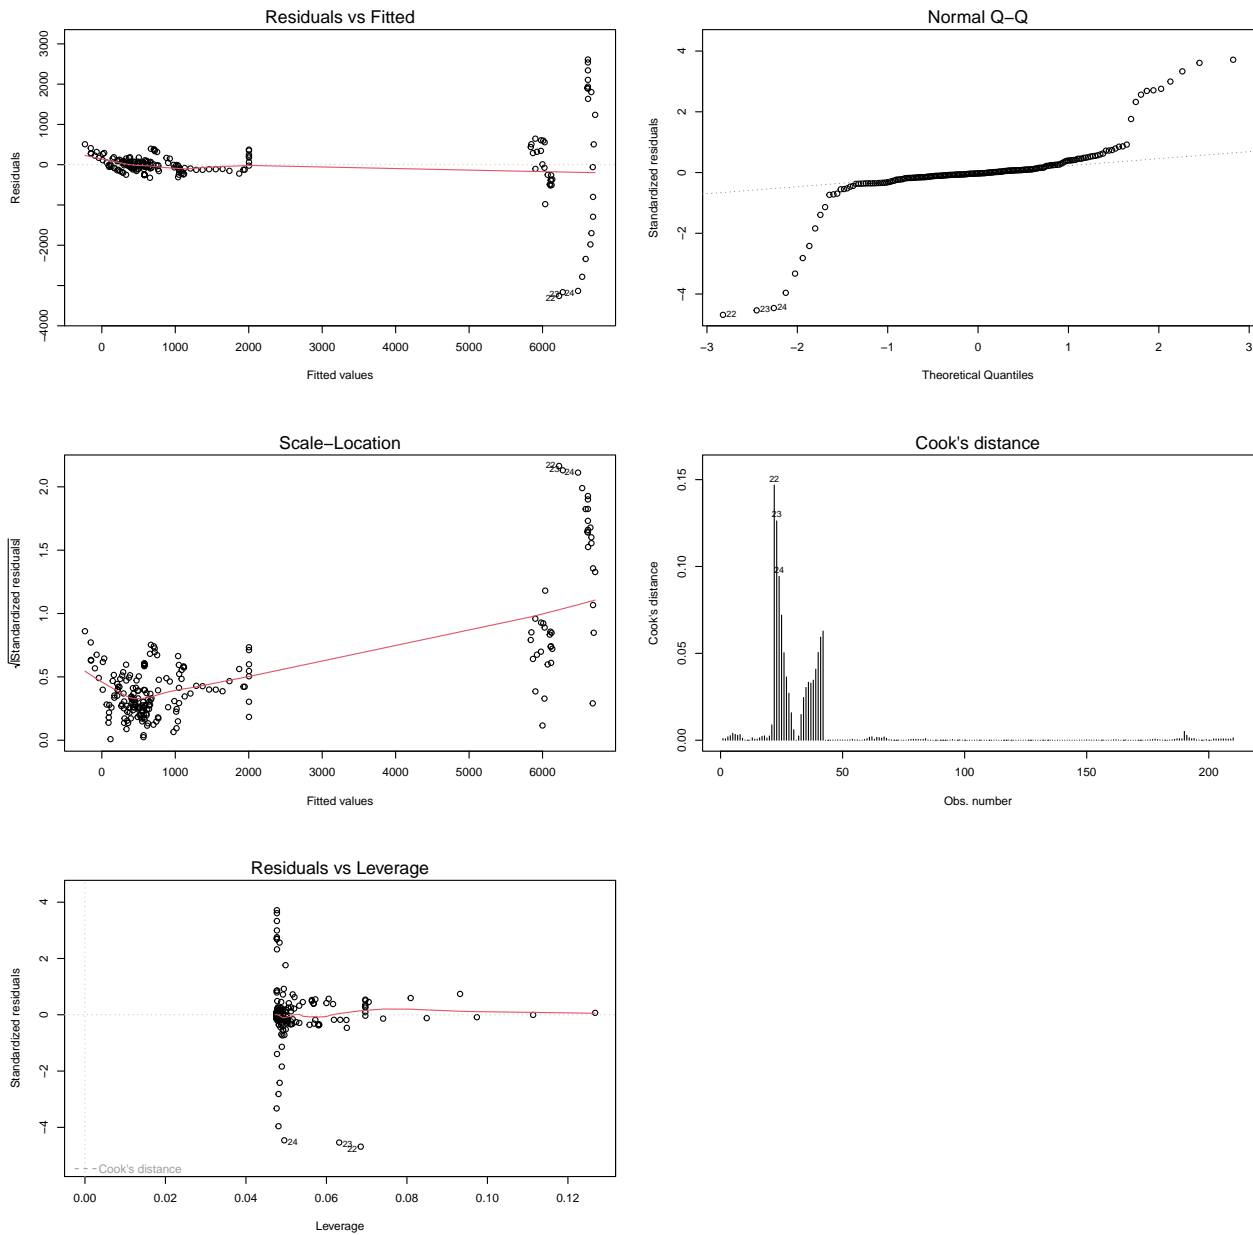 Residuals vs Fitted
Residuals
3000
2000
1000
0
−2000
−4000
22
23
24
0 1000 2000 3000 4000 5000 6000
Fitted values
Normal Q−Q
Standardized residuals
4
2
0
−2
−4
22
23
24
−3 −2 −1 0 1 2 3
Theoretical Quantiles
Scale−Location
√|Standardized residuals|
2.0
1.5
1.0
0.5
0.0
22
23
24
0 1000 2000 3000 4000 5000 6000
Fitted values
Cook's distance
Cook's distance
0.15
0.10
0.05
0.00
22
23
24
0 50 100 150 200
Obs. number
Residuals vs Leverage
Standardized residuals
4
2
0
−2
−4
24
23
22
Cook's distance
0.00 0.02 0.04 0.06 0.08 0.10 0.12
Leverage